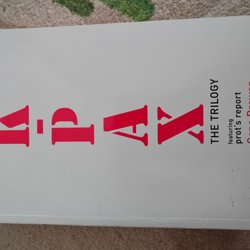 K-PAX
THE TRILOGY
featuring
prot's report